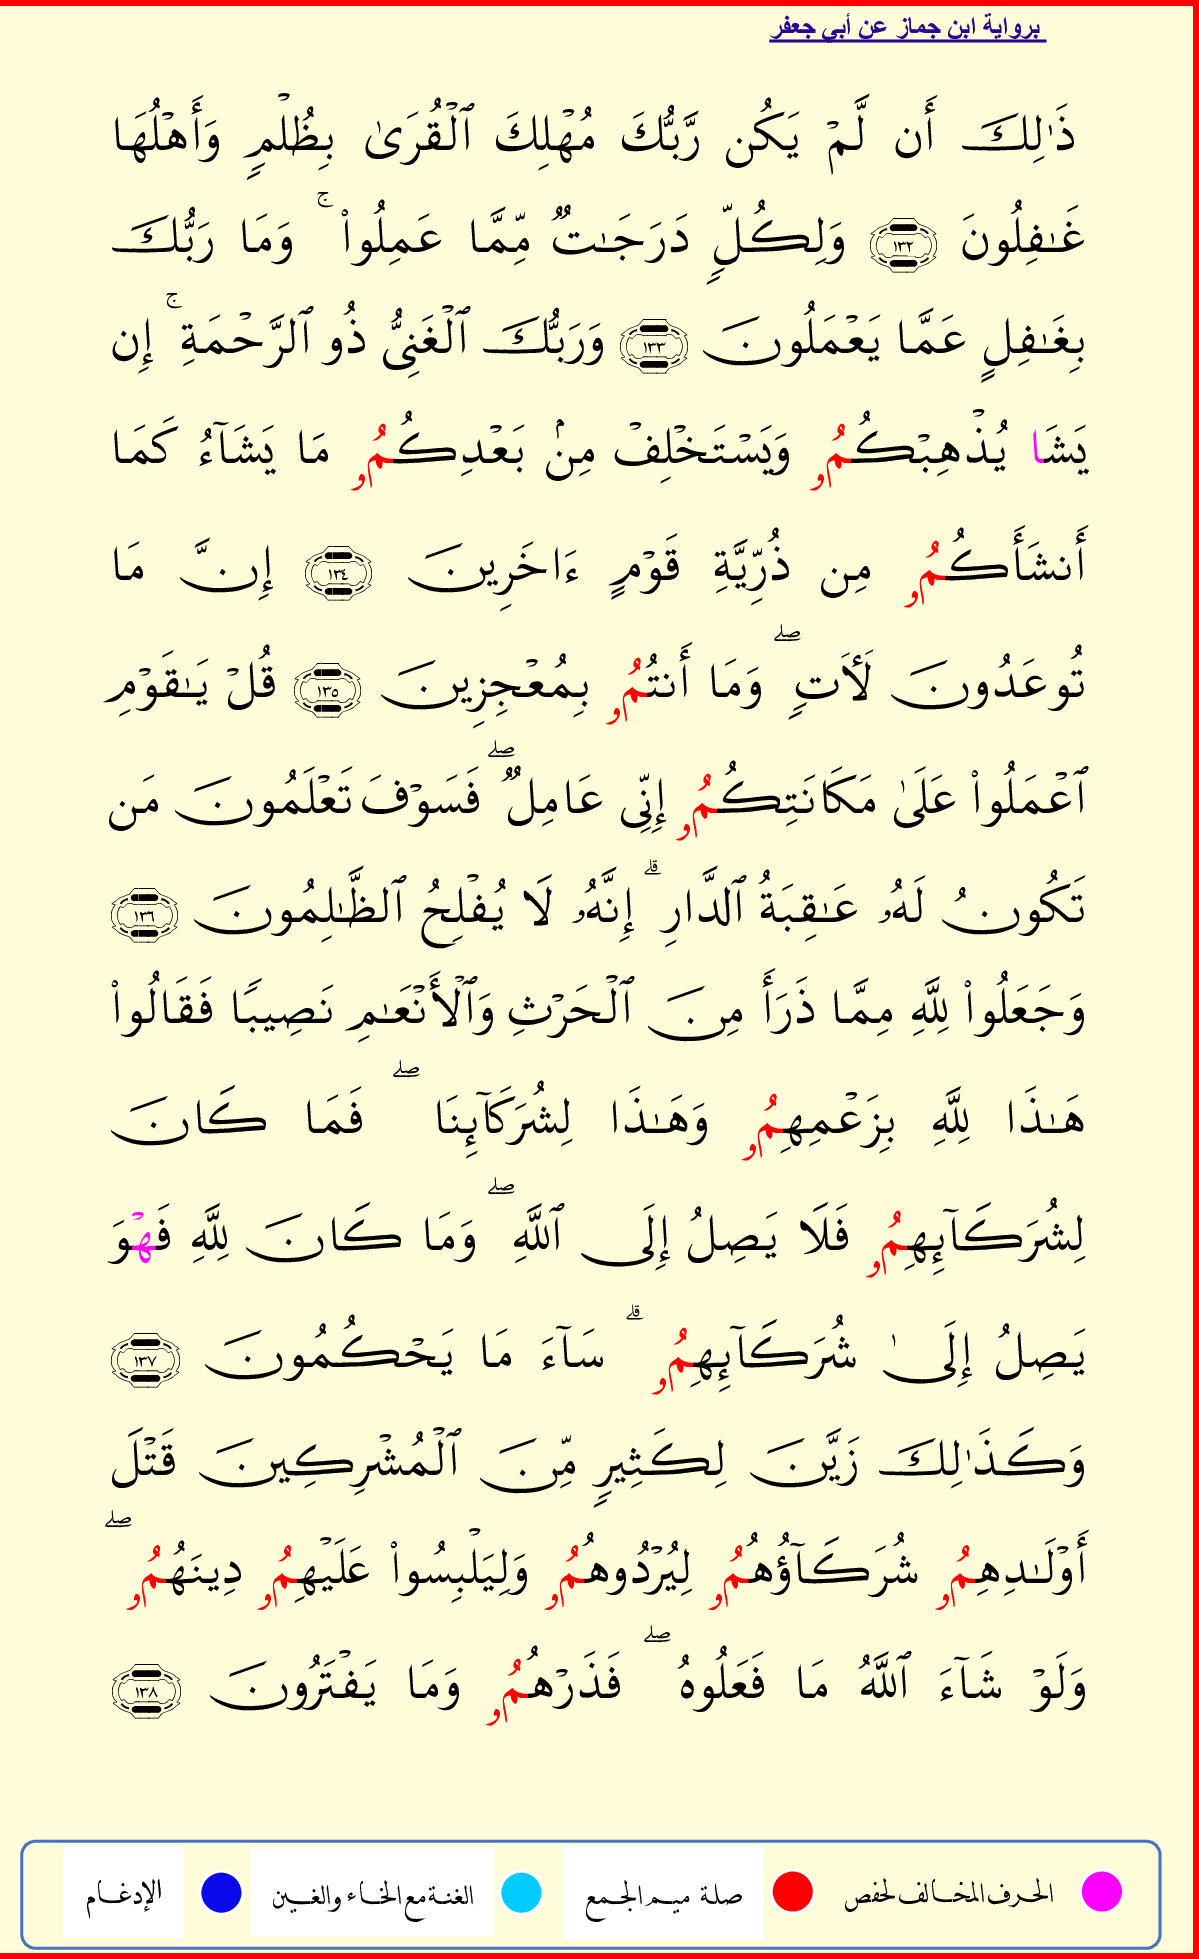 برواية ابن جماز عن أبي جعفر
ذَٰلِكَ أَن لَّمْ يَكُن رَّبُّكَ مُهْلِكَ ٱلْقُرَىٰ بِظُلْمٍ وَأَهْلُهَا
غَٰفِلُونَ ١٣٢ وَلِكُلٍّ دَرَجَٰتٌ مِّمَّا عَمِلُوا۟ ۚ وَمَا رَبُّكَ
بِغَٰفِلٍ عَمَّا يَعْمَلُونَ ١٣٣ وَرَبُّكَ ٱلْغَنِىُّ ذُو ٱلرَّحْمَةِ ۚ إِن
يَشَا يُذْهِبْكُمُۥ وَيَسْتَخْلِفْ مِنۢ بَعْدِكُمُۥ مَا يَشَآءُ كَمَا
أَنشَأَكُمُۥ مِن ذُرِّيَّةِ قَوْمٍ ءَاخَرِينَ ١٣٤ إِنَّ مَا
تُوعَدُونَ لَـَٔاتٍ ۖ وَمَا أَنتُمُۥ بِمُعْجِزِينَ ١٣٥ قُلْ يَٰقَوْمِ
ٱعْمَلُوا۟ عَلَىٰ مَكَانَتِكُمُۥ إِنِّى عَامِلٌ ۖ فَسَوْفَ تَعْلَمُونَ مَن
تَكُونُ لَهُۥ عَٰقِبَةُ ٱلدَّارِ ۗ إِنَّهُۥ لَا يُفْلِحُ ٱلظَّٰلِمُونَ ١٣٦
وَجَعَلُوا۟ لِلَّهِ مِمَّا ذَرَأَ مِنَ ٱلْحَرْثِ وَٱلْأَنْعَٰمِ نَصِيبًا فَقَالُوا۟
هَٰذَا لِلَّهِ بِزَعْمِهِمُۥ وَهَٰذَا لِشُرَكَآئِنَا ۖ فَمَا كَانَ
لِشُرَكَآئِهِمُۥ فَلَا يَصِلُ إِلَى ٱللَّهِ ۖ وَمَا كَانَ لِلَّهِ فَهْوَ
يَصِلُ إِلَىٰ شُرَكَآئِهِمُۥ ۗ سَآءَ مَا يَحْكُمُونَ ١٣٧
وَكَذَٰلِكَ زَيَّنَ لِكَثِيرٍ مِّنَ ٱلْمُشْرِكِينَ قَتْلَ
أَوْلَٰدِهِمُۥ شُرَكَآؤُهُمُۥ لِيُرْدُوهُمُۥ وَلِيَلْبِسُوا۟ عَلَيْهِمُۥ دِينَهُمُۥ ۖ
وَلَوْ شَآءَ ٱللَّهُ مَا فَعَلُوهُ ۖ فَذَرْهُمُۥ وَمَا يَفْتَرُونَ ١٣٨
الحرف المخالف لحفص صلة ميم الجمع الغنة مع الخاء والغين الإدغام